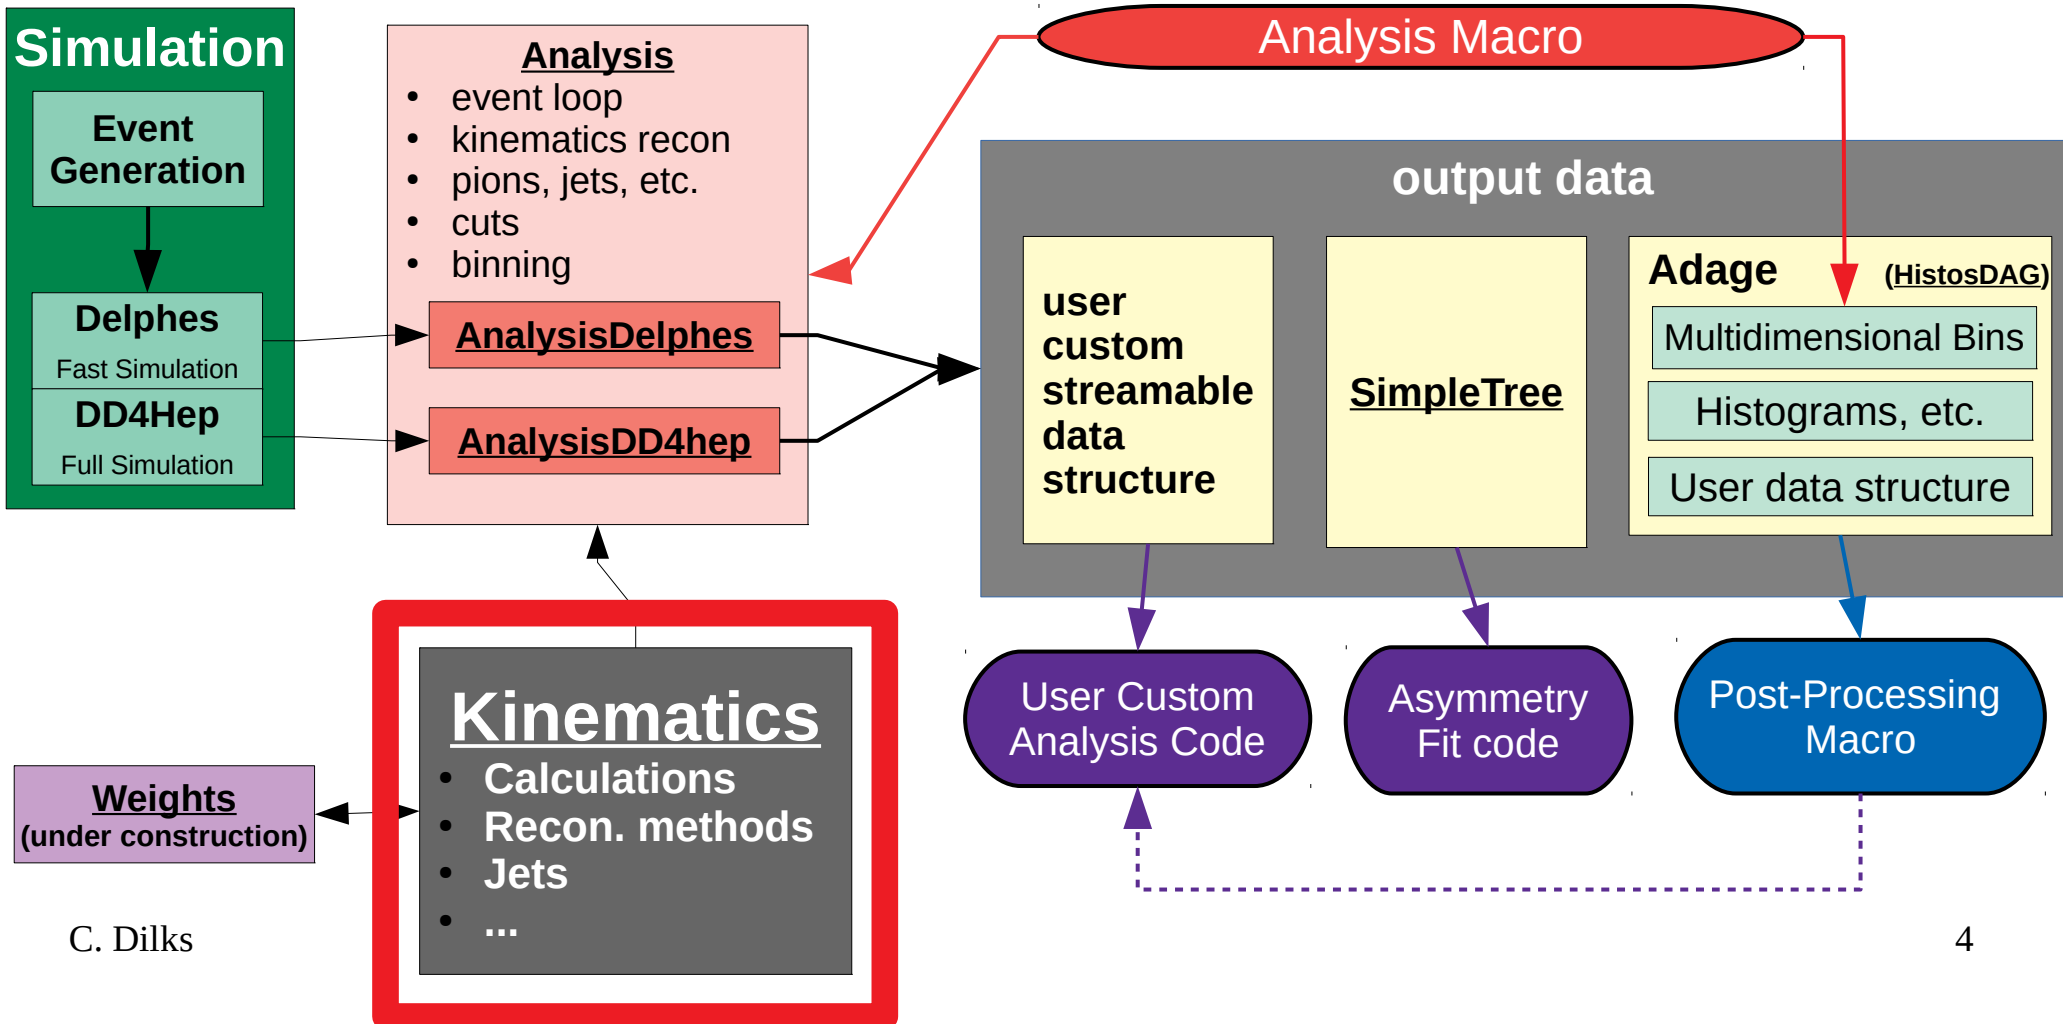 Simulation
Event
Generation
Delphes
Fast Simulation
DD4Hep
Full Simulation
Analysis
• event loop
• kinematics recon
• pions, jets, etc.
• cuts
• binning
AnalysisDelphes
AnalysisDD4hep
Analysis Macro
output data
user
custom
streamable
data
structure
SimpleTree
Adage (HistosDAG)
Multidimensional Bins
Histograms, etc.
User data structure
Kinematics
• Calculations
• Recon. methods
• Jets
• ...
Weights
(under construction)
User Custom
Analysis Code
Asymmetry
Fit code
Post-Processing
Macro
C. Dilks
4